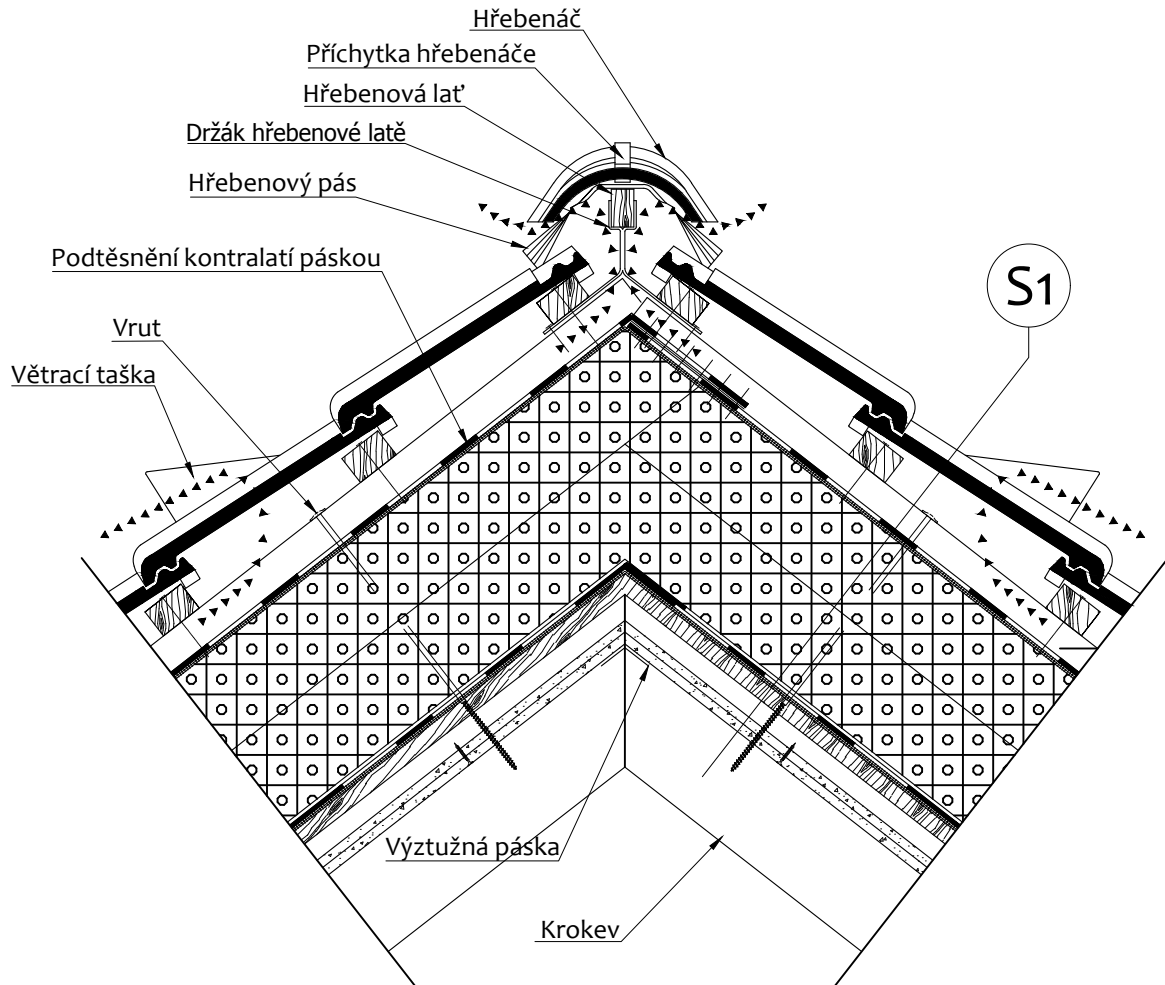 Hřebenáč
Příchytka hřebenáče
Hřebenová lať
Držák hřebenové latě
Hřebenový pás
Podtěsnění kontralatí páskou
S1
Vrut
Větrací taška
Výztužná páska
Krokev